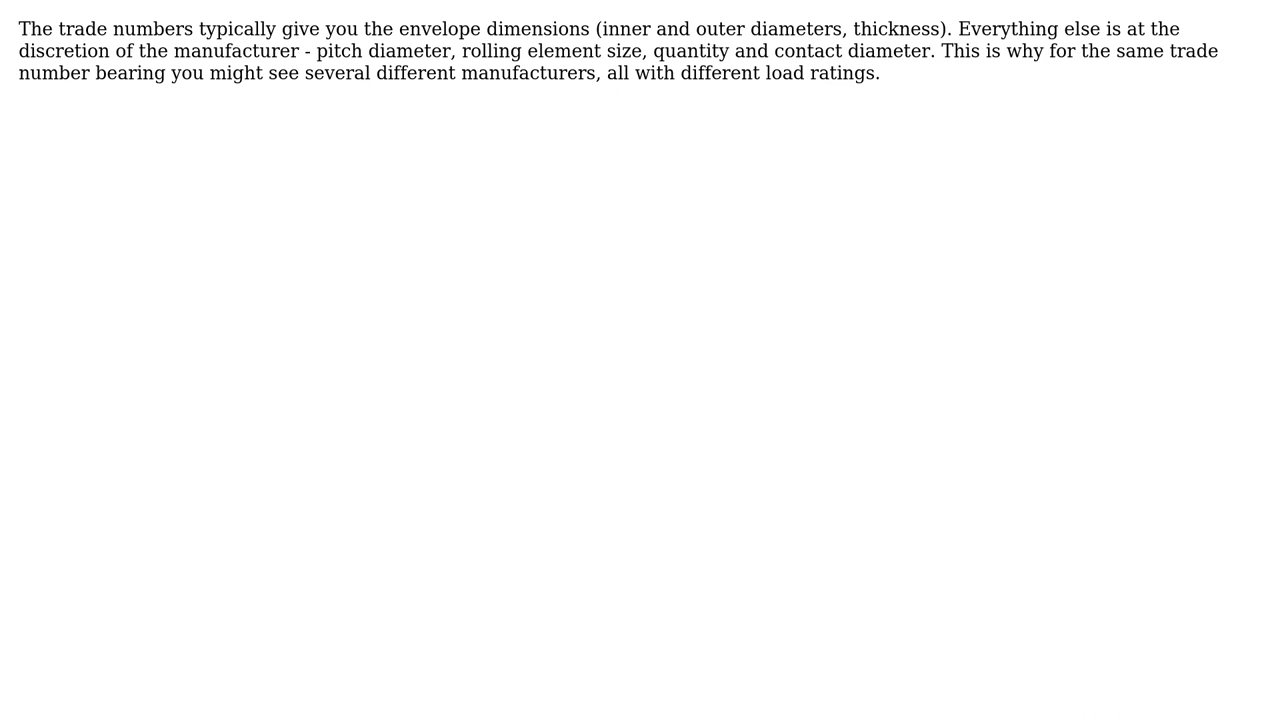 The trade numbers typically give you the envelope dimensions (inner and outer diameters, thickness). Everything else is at the
discretion of the manufacturer - pitch diameter, rolling element size, quantity and contact diameter. This is why for the same trade
number bearing you might see several different manufacturers, all with different load ratings.